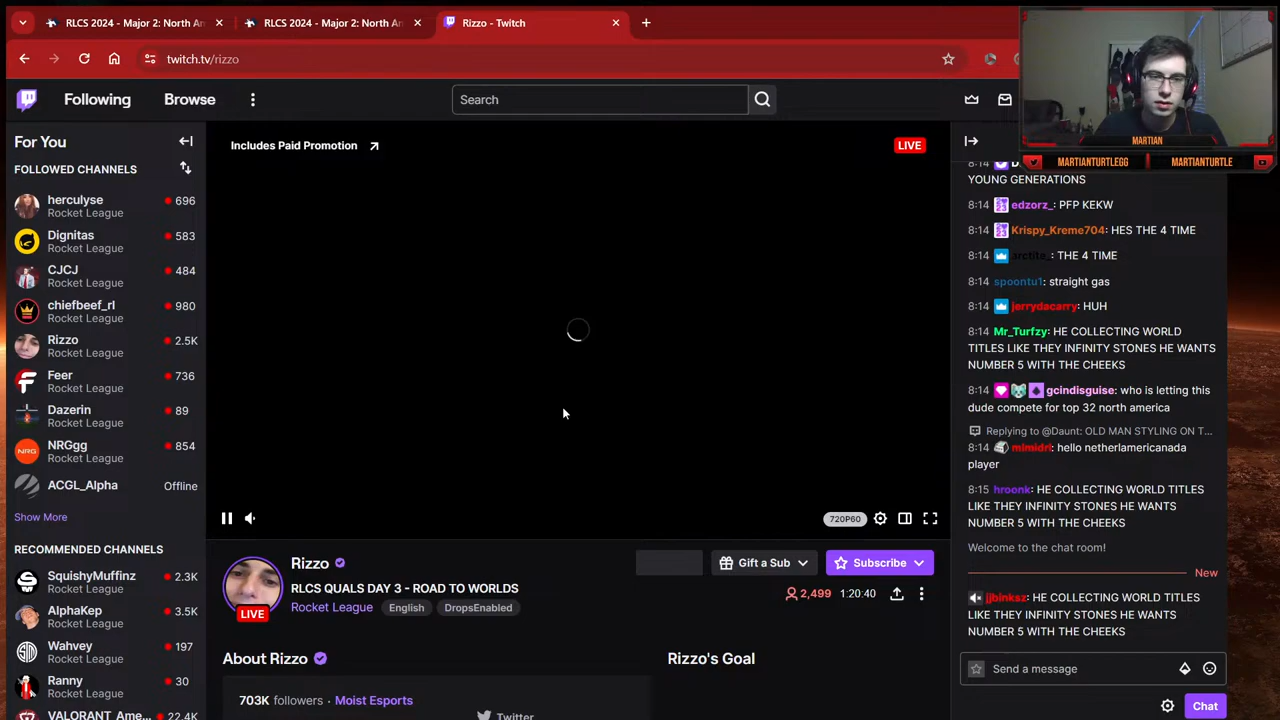 RLCS 2024 - Major 2: North An
RLCS 2024 - Major 2: North An
Rizzo - Twitch
twitch.tv/rizzo
Following
Browse
Search
MARTIAN
MARTIANTURTLEGG
MARTIANTURTLE
For You
FOLLOWED CHANNELS
herculyse
696
Rocket League
Dignitas
583
Rocket League
CJCJ
484
Rocket League
chiefbeef_rl
980
Rocket League
Rizzo
2.5K
Rocket League
Feer
736
Rocket League
Dazerin
89
Rocket League
NRGgg
854
Rocket League
ACGL_Alpha
Offline
Show More
RECOMMENDED CHANNELS
SquishyMuffinz
2.3K
Rocket League
AlphaKep
3.5K
Rocket League
Wahvey
197
Rocket League
Ranny
30
Rocket League
VALORANT_Ame...
22.4K
Includes Paid Promotion
LIVE
720P60
Rizzo
RLCS QUALS DAY 3 - ROAD TO WORLDS
Rocket League
English
DropsEnabled
LIVE
Gift a Sub
Subscribe
2,499
1:20:40
About Rizzo
703K followers · Moist Esports
Twitter
Rizzo's Goal
YOUNG GENERATIONS
8:14 edzorz_: PFP KEKW
8:14 Krispy_Kreme704: HES THE 4 TIME
8:14 arctite_: THE 4 TIME
8:14 spoontu1: straight gas
8:14 jerrydacarry: HUH
8:14 Mr_Turfzy: HE COLLECTING WORLD
TITLES LIKE THEY INFINITY STONES HE WANTS
NUMBER 5 WITH THE CHEEKS
8:14 gcindisguise: who is letting this
dude compete for top 32 north america
Replying to @Daunt: OLD MAN STYLING ON T...
8:14 mimidri: hello netherlamericanada
player
8:15 hroonk: HE COLLECTING WORLD TITLES
LIKE THEY INFINITY STONES HE WANTS
NUMBER 5 WITH THE CHEEKS
Welcome to the chat room!
New
jjbinksz: HE COLLECTING WORLD TITLES
LIKE THEY INFINITY STONES HE WANTS
NUMBER 5 WITH THE CHEEKS
Send a message
Chat